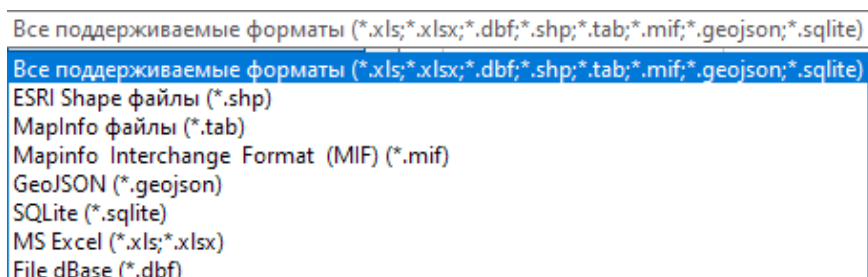 Все поддерживаемые форматы (*.xls;*.xlsx;*.dbf;*.shp;*.tab;*.mif;*.geojson;*.sqlite)
Все поддерживаемые форматы (*.xls;*.xlsx;*.dbf;*.shp;*.tab;*.mif;*.geojson;*.sqlite)
ESRI Shape файлы (*.shp)
MapInfo файлы (*.tab)
Mapinfo Interchange Format (MIF) (*.mif)
GeoJSON (*.geojson)
SQLite (*.sqlite)
MS Excel (*.xls;*.xlsx)
File dBase (*.dbf)